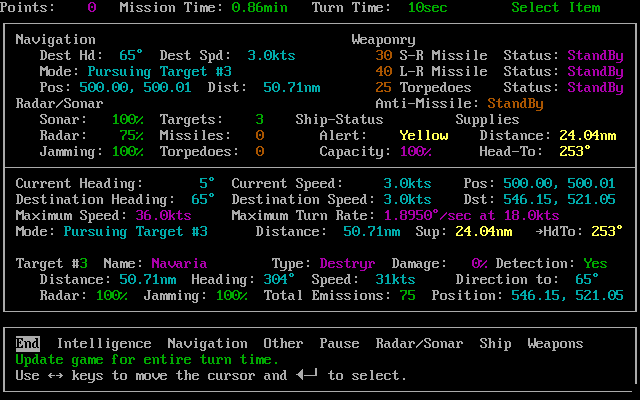 Points: 0 Mission Time: 0.86min Turn Time: 10sec Select Item
Navigation Weaponry
Dest Hd: 65° Dest Spd: 3.0kts 30 S-R Missile Status: StandBy
Mode: Pursuing Target #3 40 L-R Missile Status: StandBy
Pos: 500.00, 500.01 Dist: 50.71nm 25 Torpedoes Status: StandBy
Radar/Sonar Anti-Missile: StandBy
Sonar: 100% Targets: 3 Ship-Status Supplies
Radar: 75% Missiles: 0 Alert: Yellow Distance: 24.04nm
Jamming: 100% Torpedoes: 0 Capacity: 100% Head-To: 253°
Current Heading: 5° Current Speed: 3.0kts Pos: 500.00, 500.01
Destination Heading: 65° Destination Speed: 3.0kts Dst: 546.15, 521.05
Maximum Speed: 36.0kts Maximum Turn Rate: 1.8950°/sec at 18.0kts
Mode: Pursuing Target #3 Distance: 50.71nm Sup: 24.04nm →HdTo: 253°
Target #3 Name: Navaria Type: Destryr Damage: 0% Detection: Yes
Distance: 50.71nm Heading: 304° Speed: 31kts Direction to: 65°
Radar: 100% Jamming: 100% Total Emissions: 75 Position: 546.15, 521.05
End Intelligence Navigation Other Pause Radar/Sonar Ship Weapons
Update game for entire turn time.
Use ↔ keys to move the cursor and ◄─┘ to select.